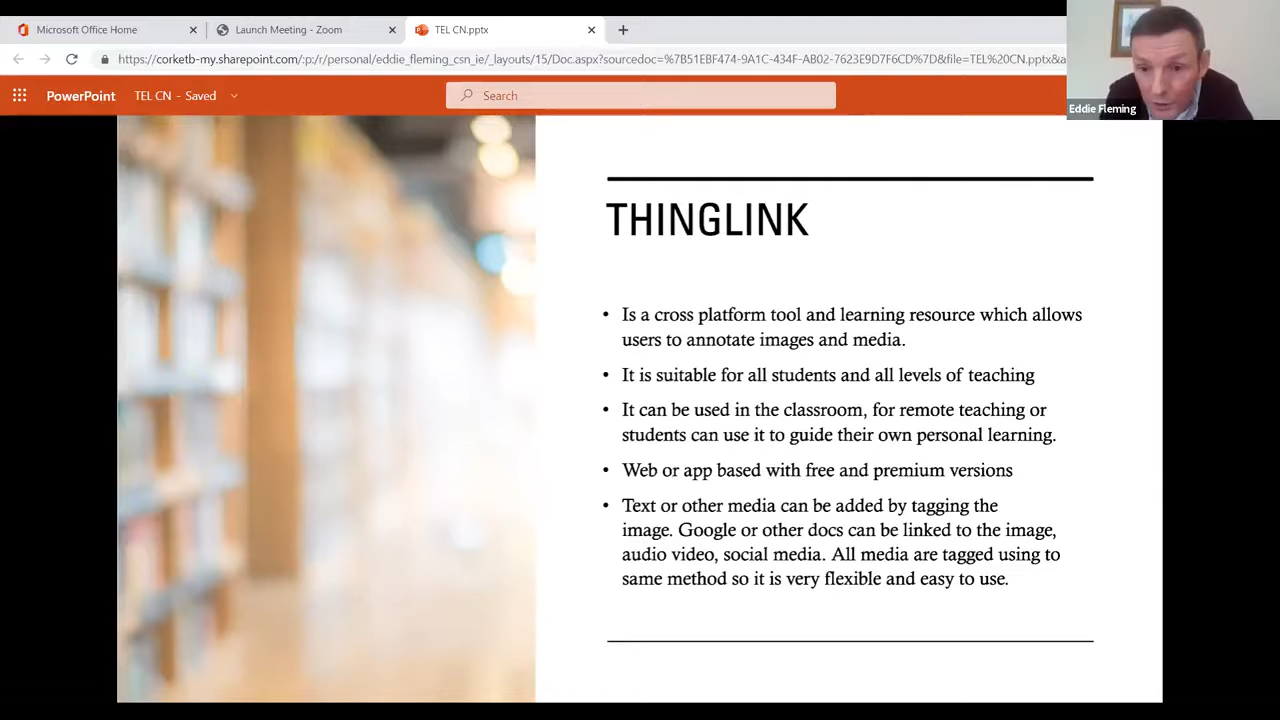 Microsoft Office Home
Launch Meeting - Zoom
TEL CN.pptx
https://corketb-my.sharepoint.com/:p:/r/personal/eddie_fleming_csn_ie/_layouts/15/Doc.aspx?sourcedoc=%7B51EBF474-9A1C-434F-AB02-7623E9D7F6CD%7D&file=TEL%20CN.pptx&a
PowerPoint
TEL CN - Saved
Search
Eddie Fleming
THINGLINK
• Is a cross platform tool and learning resource which allows
users to annotate images and media.
• It is suitable for all students and all levels of teaching
• It can be used in the classroom, for remote teaching or
students can use it to guide their own personal learning.
• Web or app based with free and premium versions
• Text or other media can be added by tagging the
image. Google or other docs can be linked to the image,
audio video, social media. All media are tagged using to
same method so it is very flexible and easy to use.